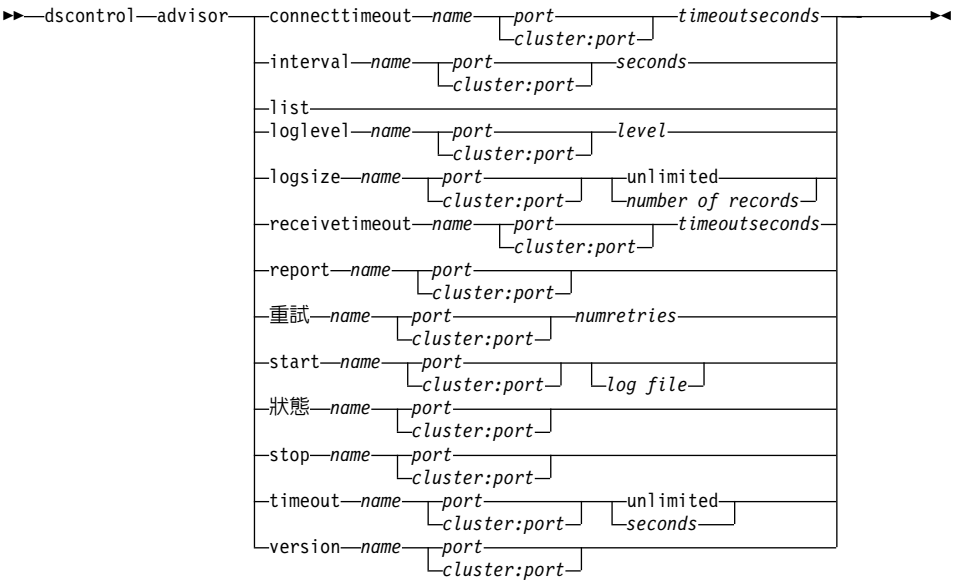 dscontrol advisor connecttimeout name port timeoutseconds
cluster:port
interval name port seconds
cluster:port
list
loglevel name port level
cluster:port
logsize name port unlimited
cluster:port number of records
receivetimeout name port timeoutseconds
cluster:port
report name port
cluster:port
重試 name port numretries
cluster:port
start name port
cluster:port log file
狀態 name port
cluster:port
stop name port
cluster:port
timeout name port unlimited
cluster:port seconds
version name port
cluster:port